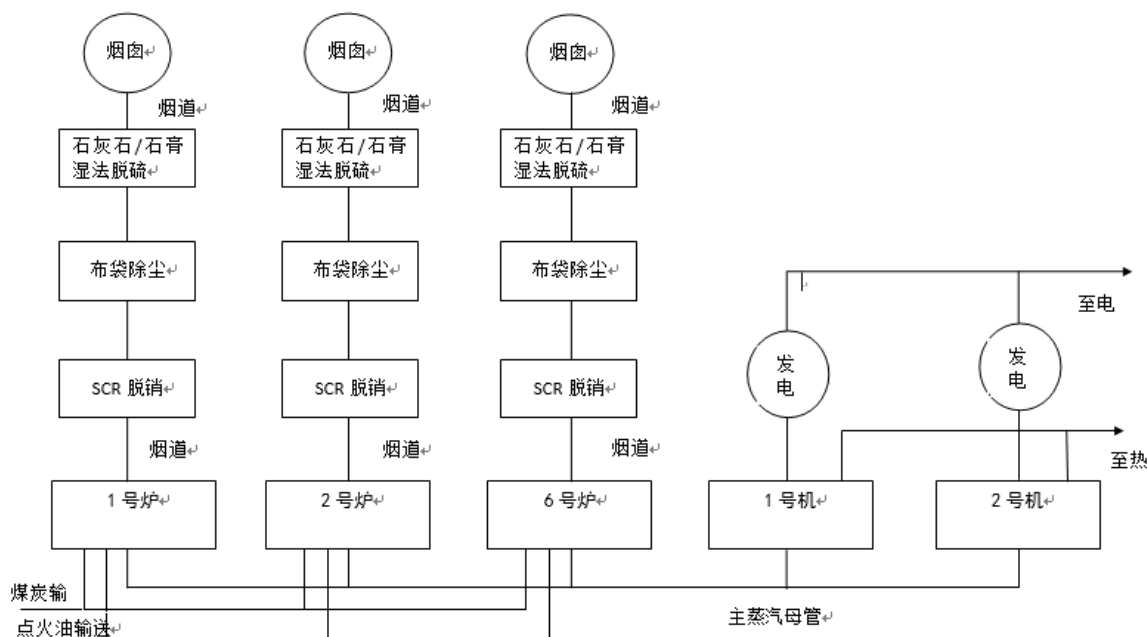 烟囱
烟囱
烟囱
烟道
烟道
烟道
石灰石/石膏
湿法脱硫
石灰石/石膏
湿法脱硫
石灰石/石膏
湿法脱硫
布袋除尘
布袋除尘
布袋除尘
至电
发
电
发
电
SCR 脱销
SCR 脱销
SCR 脱销
烟道
烟道
烟道
至热
1 号炉
2 号炉
6 号炉
1 号机
2 号机
煤炭输
点火油输送
主蒸汽母管